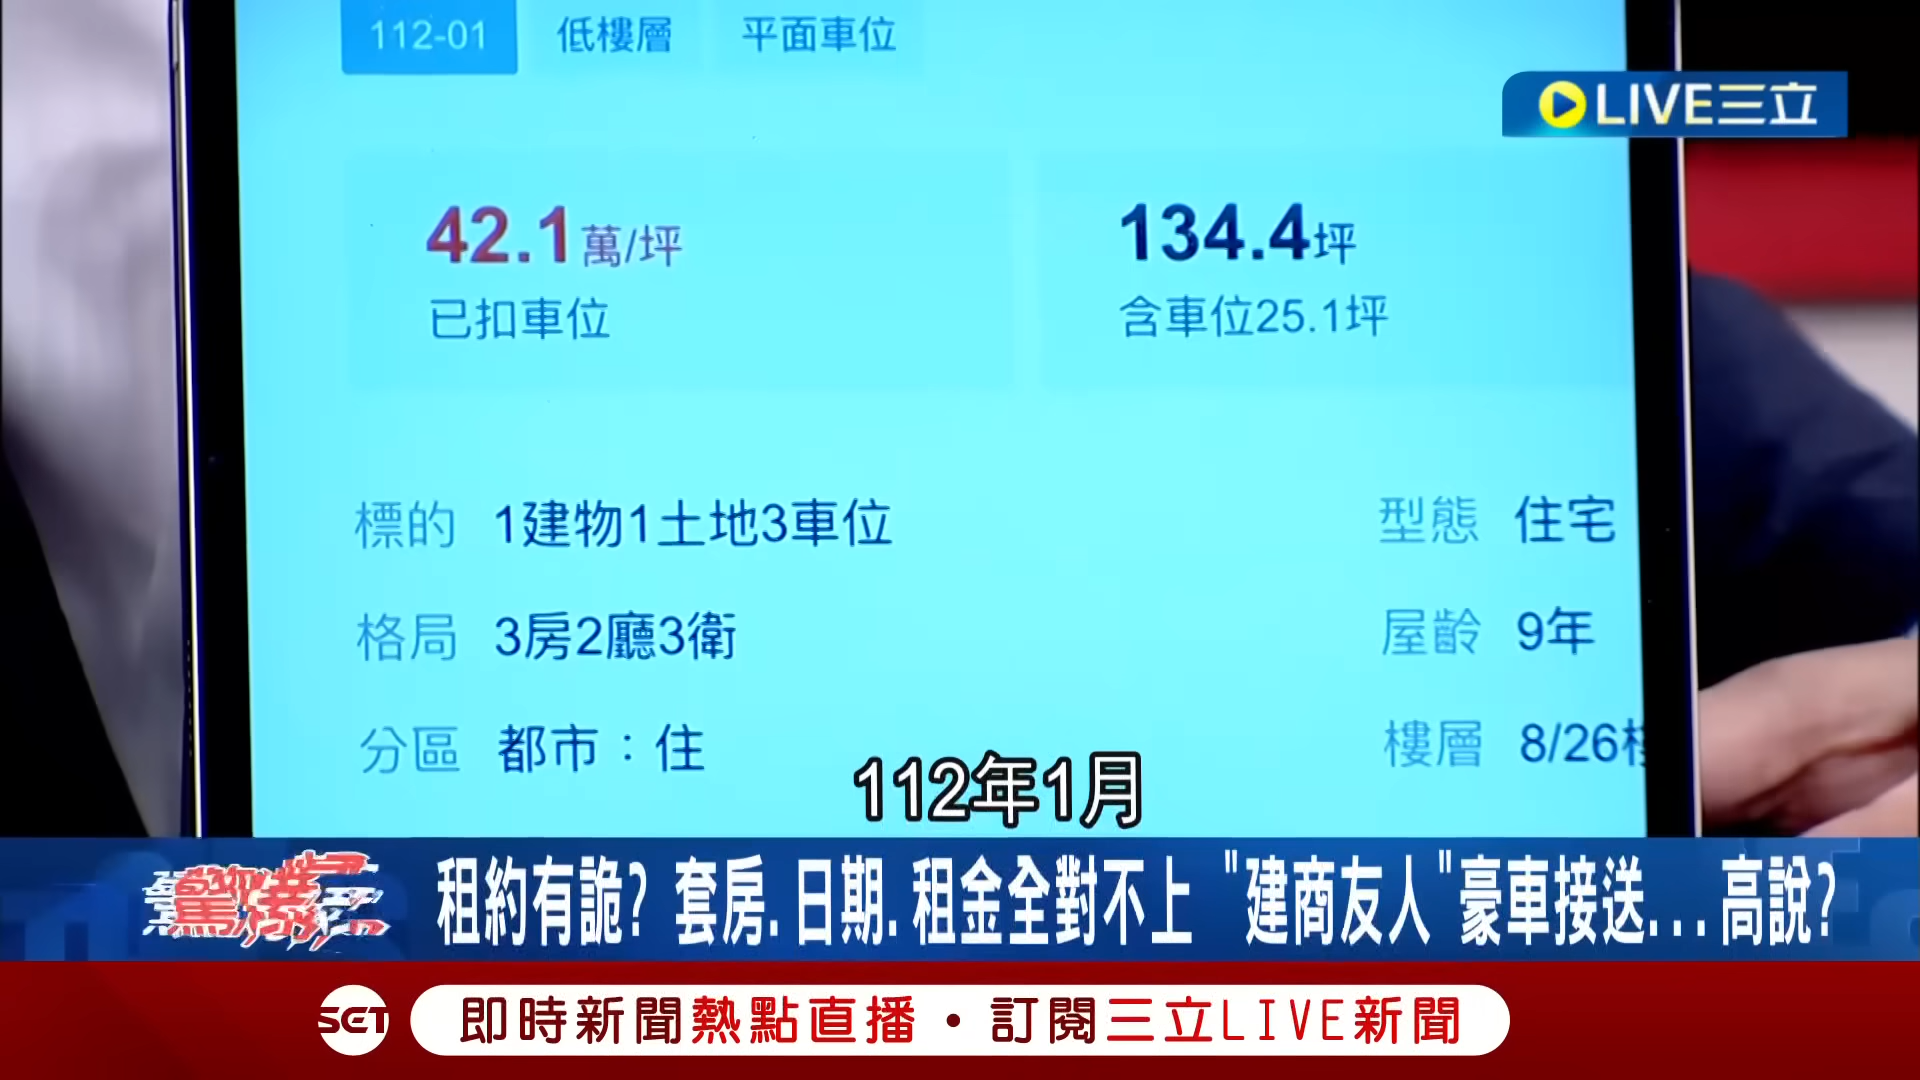 112-01 低樓層 平面車位
LIVE三立
42.1萬/坪 134.4坪
已扣車位 含車位25.1坪
標的 1建物1土地3車位 型態 住宅
格局 3房2廳3衛 屋齡 9年
分區 都市：住 樓層 8/26樓
112年1月
驚爆
租約有詭? 套房.日期.租金全對不上 "建商友人"豪車接送...高說?
SET 即時新聞熱點直播・訂閱三立LIVE新聞